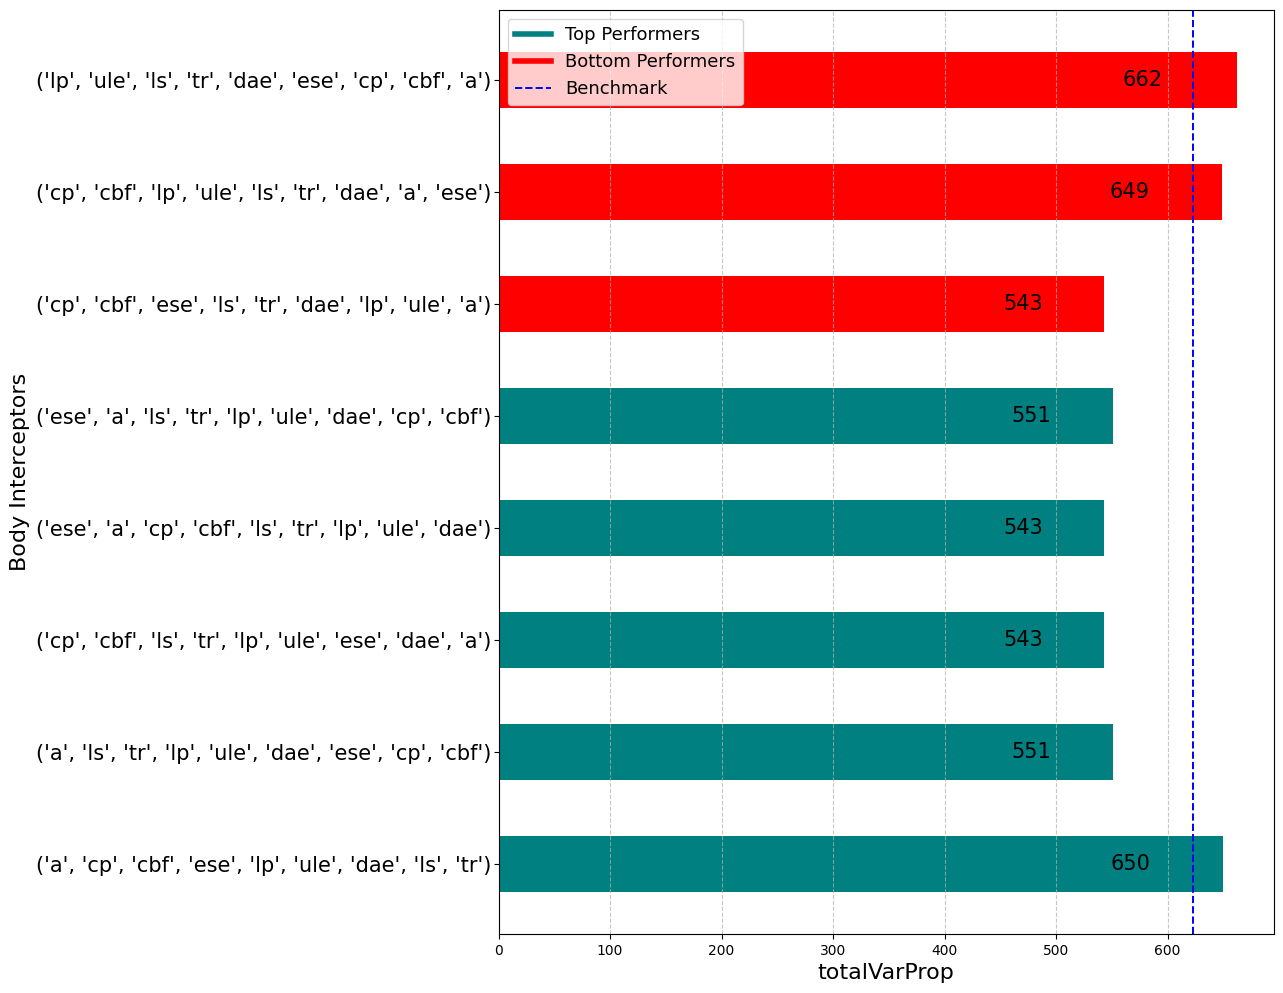 Top Performers
Bottom Performers
Benchmark
('lp', 'ule', 'ls', 'tr', 'dae', 'ese', 'cp', 'cbf', 'a')
662
('cp', 'cbf', 'lp', 'ule', 'ls', 'tr', 'dae', 'a', 'ese')
649
('cp', 'cbf', 'ese', 'ls', 'tr', 'dae', 'lp', 'ule', 'a')
543
('ese', 'a', 'ls', 'tr', 'lp', 'ule', 'dae', 'cp', 'cbf')
551
('ese', 'a', 'cp', 'cbf', 'ls', 'tr', 'lp', 'ule', 'dae')
543
('cp', 'cbf', 'ls', 'tr', 'lp', 'ule', 'ese', 'dae', 'a')
543
('a', 'ls', 'tr', 'lp', 'ule', 'dae', 'ese', 'cp', 'cbf')
551
('a', 'cp', 'cbf', 'ese', 'lp', 'ule', 'dae', 'ls', 'tr')
650
Body Interceptors
0 100 200 300 400 500 600
totalVarProp